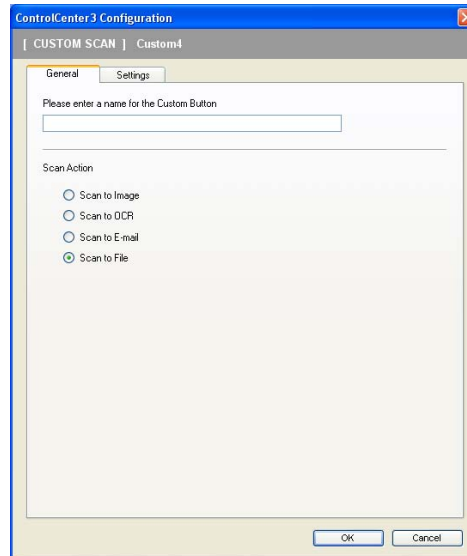 ControlCenter3 Configuration
[ CUSTOM SCAN ] Custom4
General Settings
Please enter a name for the Custom Button
Scan Action
Scan to Image
Scan to OCR
Scan to E-mail
Scan to File
OK Cancel